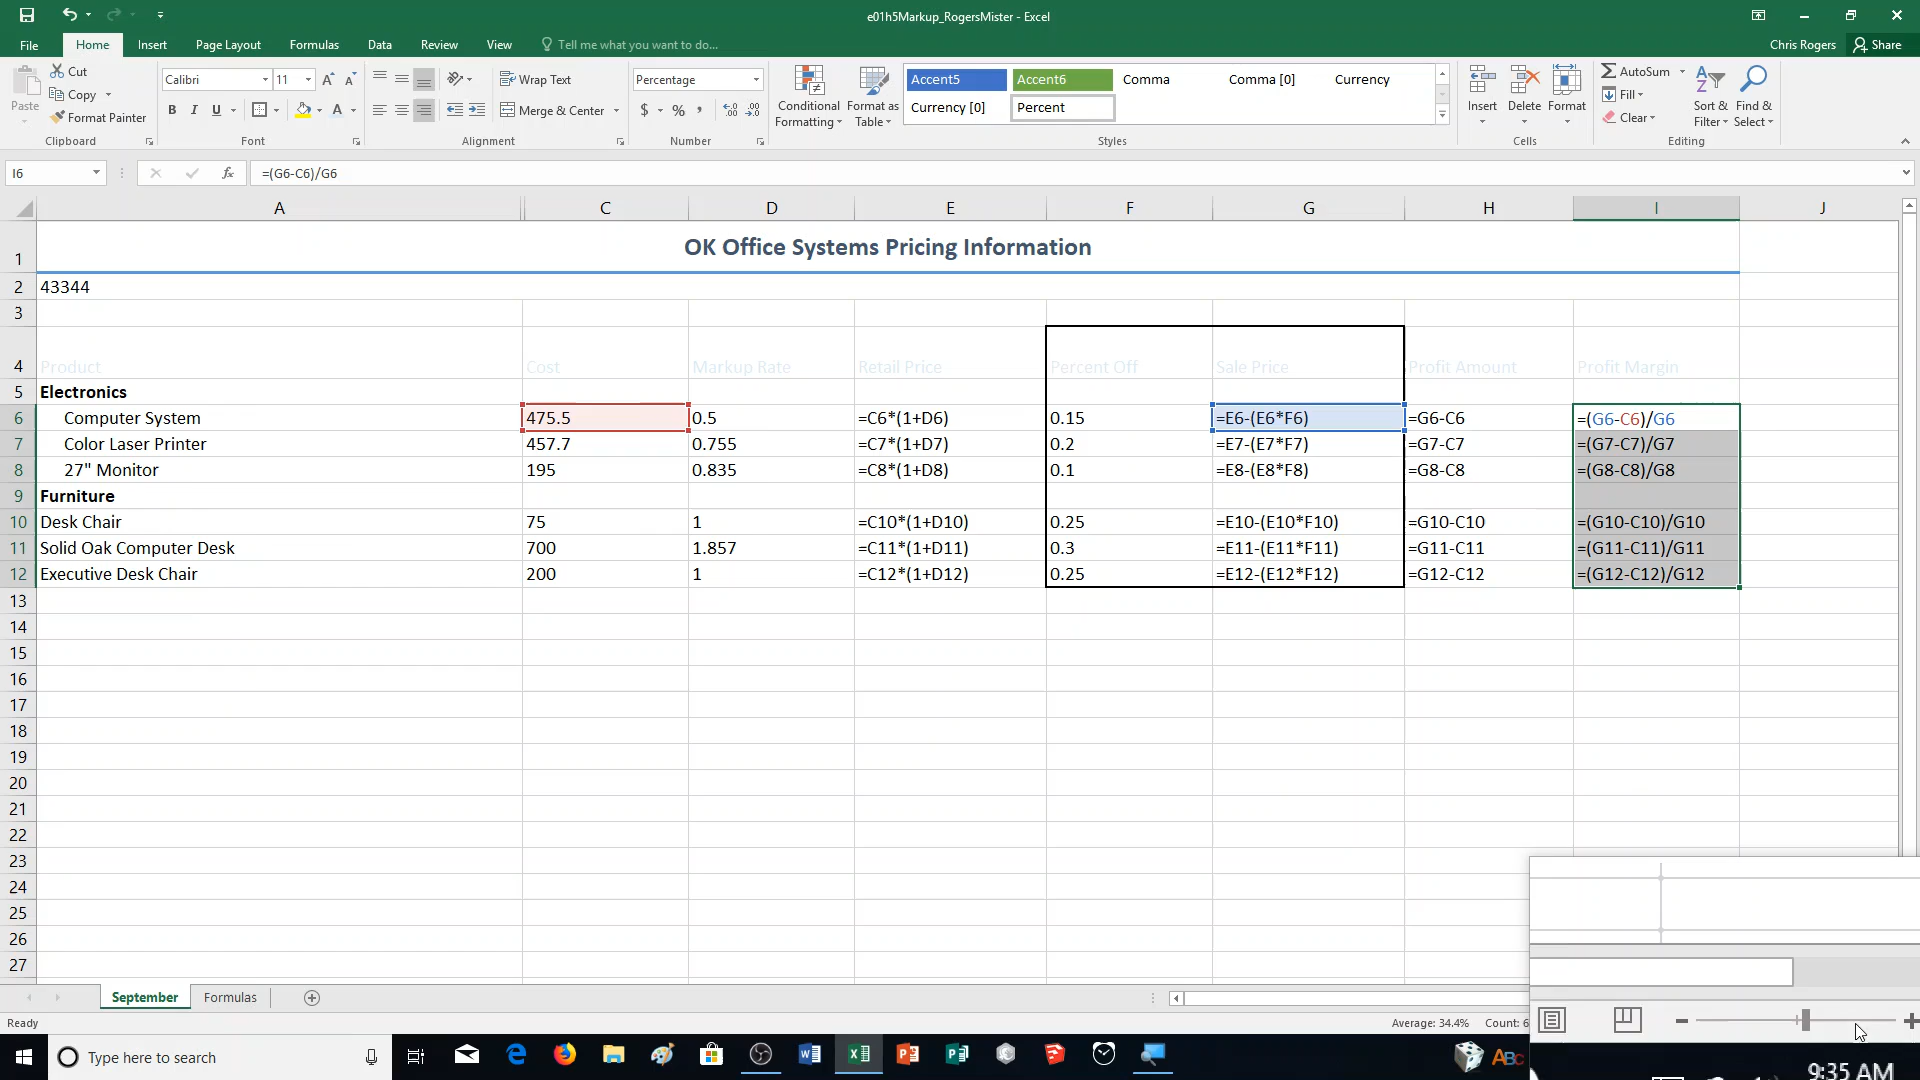 e01h5Markup_RogersMister - Excel
File Home Insert Page Layout Formulas Data Review View Tell me what you want to do... Chris Rogers Share
Paste Cut Copy Format Painter Clipboard
Calibri 11 A A B I U A Font
Wrap Text Merge & Center Alignment
Percentage $ % , Number
Conditional Formatting Format as Table
Accent5 Accent6 Comma Comma [0] Currency
Currency [0] Percent
Styles
Insert Delete Format Cells
AutoSum Fill Clear Sort & Filter Find & Select Editing
I6 fx =(G6-C6)/G6
A C D E F G H I J
1 OK Office Systems Pricing Information
2 43344
3
4 Product Cost Markup Rate Retail Price Percent Off Sale Price Profit Amount Profit Margin
5 Electronics
6 Computer System 475.5 0.5 =C6*(1+D6) 0.15 =E6-(E6*F6) =G6-C6 =(G6-C6)/G6
7 Color Laser Printer 457.7 0.755 =C7*(1+D7) 0.2 =E7-(E7*F7) =G7-C7 =(G7-C7)/G7
8 27" Monitor 195 0.835 =C8*(1+D8) 0.1 =E8-(E8*F8) =G8-C8 =(G8-C8)/G8
9 Furniture
10 Desk Chair 75 1 =C10*(1+D10) 0.25 =E10-(E10*F10) =G10-C10 =(G10-C10)/G10
11 Solid Oak Computer Desk 700 1.857 =C11*(1+D11) 0.3 =E11-(E11*F11) =G11-C11 =(G11-C11)/G11
12 Executive Desk Chair 200 1 =C12*(1+D12) 0.25 =E12-(E12*F12) =G12-C12 =(G12-C12)/G12
13
14
15
16
17
18
19
20
21
22
23
24
25
26
27
September Formulas
Ready Average: 34.4% Count: 6
Type here to search
9:35 AM